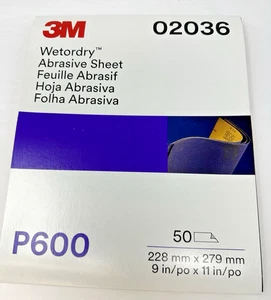 3M 02036
Wetordry™
Abrasive Sheet
Feuille Abrasif
Hoja Abrasiva
Folha Abrasiva
P600
50
228 mm x 279 mm
9 in/po x 11 in/po